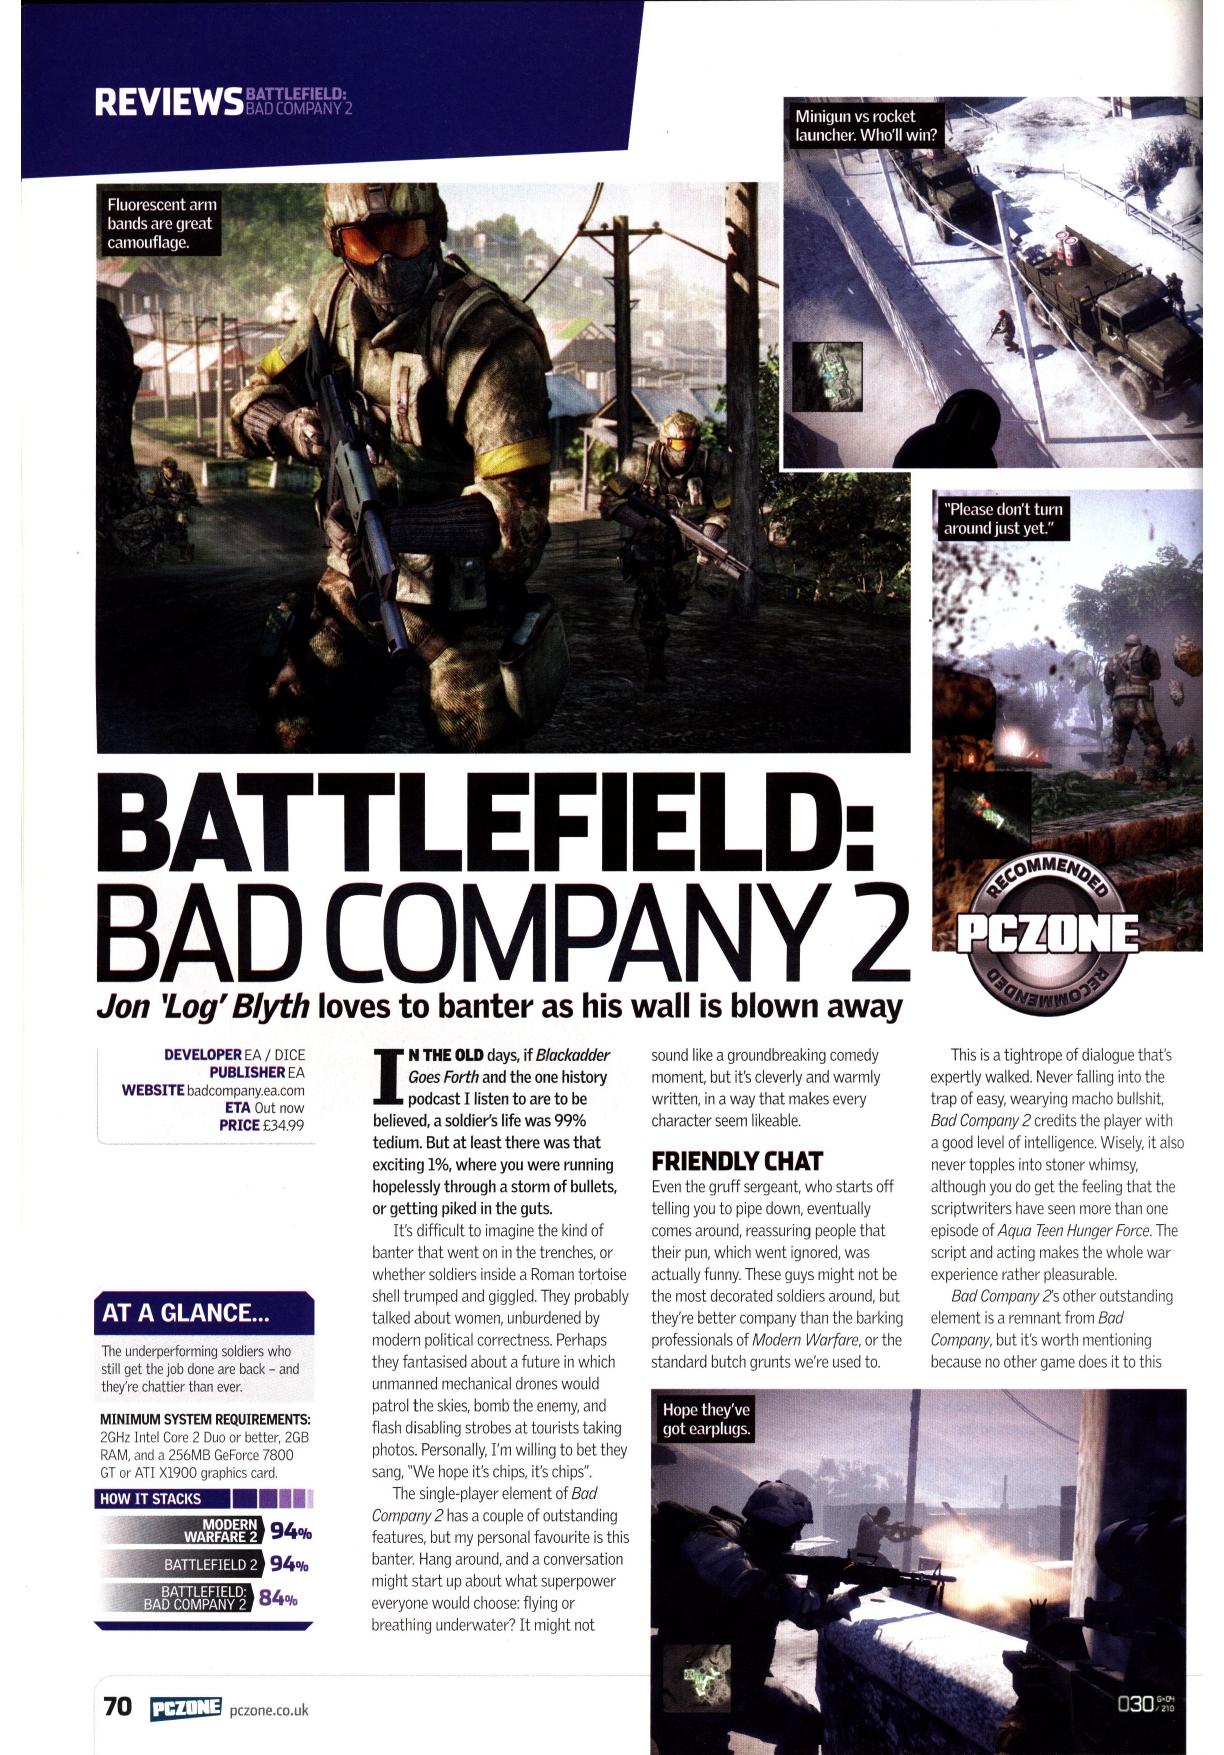 REVIEWS BATTLEFIELD:
BAD COMPANY 2
Minigun vs rocket
launcher. Who'll win?
Fluorescent arm
bands are great
camouflage.
"Please don't turn
around just yet."
RECOMMENDED
PCZONE
RECOMMENDED
BATTLEFIELD:
BAD COMPANY 2
Jon 'Log' Blyth loves to banter as his wall is blown away
DEVELOPER EA / DICE
PUBLISHER EA
WEBSITE badcompany.ea.com
ETA Out now
PRICE £34.99
AT A GLANCE...
The underperforming soldiers who
still get the job done are back – and
they're chattier than ever.
MINIMUM SYSTEM REQUIREMENTS:
2GHz Intel Core 2 Duo or better, 2GB
RAM, and a 256MB GeForce 7800
GT or ATI X1900 graphics card.
HOW IT STACKS
MODERN
WARFARE 2 94%
BATTLEFIELD 2 94%
BATTLEFIELD:
BAD COMPANY 2 84%
IN THE OLD days, if Blackadder
Goes Forth and the one history
podcast I listen to are to be
believed, a soldier's life was 99%
tedium. But at least there was that
exciting 1%, where you were running
hopelessly through a storm of bullets,
or getting piked in the guts.
It's difficult to imagine the kind of
banter that went on in the trenches, or
whether soldiers inside a Roman tortoise
shell trumped and giggled. They probably
talked about women, unburdened by
modern political correctness. Perhaps
they fantasised about a future in which
unmanned mechanical drones would
patrol the skies, bomb the enemy, and
flash disabling strobes at tourists taking
photos. Personally, I'm willing to bet they
sang, "We hope it's chips, it's chips".
The single-player element of Bad
Company 2 has a couple of outstanding
features, but my personal favourite is this
banter. Hang around, and a conversation
might start up about what superpower
everyone would choose: flying or
breathing underwater? It might not
sound like a groundbreaking comedy
moment, but it's cleverly and warmly
written, in a way that makes every
character seem likeable.
FRIENDLY CHAT
Even the gruff sergeant, who starts off
telling you to pipe down, eventually
comes around, reassuring people that
their pun, which went ignored, was
actually funny. These guys might not be
the most decorated soldiers around, but
they're better company than the barking
professionals of Modern Warfare, or the
standard butch grunts we're used to.
This is a tightrope of dialogue that's
expertly walked. Never falling into the
trap of easy, wearying macho bullshit,
Bad Company 2 credits the player with
a good level of intelligence. Wisely, it also
never topples into stoner whimsy,
although you do get the feeling that the
scriptwriters have seen more than one
episode of Aqua Teen Hunger Force. The
script and acting makes the whole war
experience rather pleasurable.
Bad Company 2's other outstanding
element is a remnant from Bad
Company, but it's worth mentioning
because no other game does it to this
Hope they've
got earplugs.
030 G×04
/210
70 PCZONE pczone.co.uk